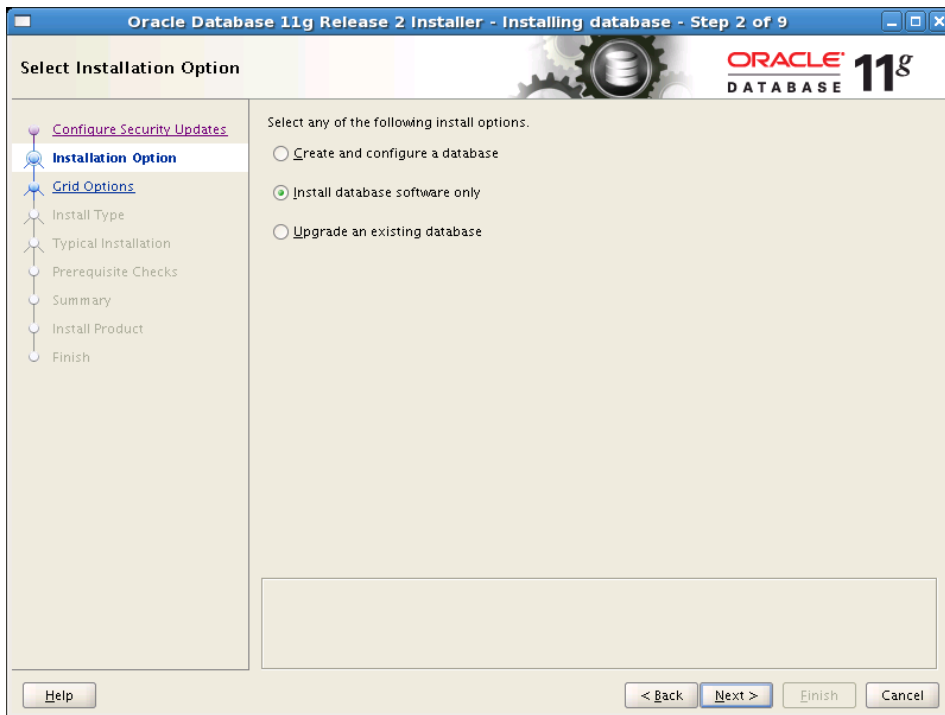 Oracle Database 11g Release 2 Installer - Installing database - Step 2 of 9
Select Installation Option
ORACLE
DATABASE
11g
Configure Security Updates
Installation Option
Grid Options
Install Type
Typical Installation
Prerequisite Checks
Summary
Install Product
Finish
Select any of the following install options.
Create and configure a database
Install database software only
Upgrade an existing database
Help
< Back
Next >
Finish
Cancel